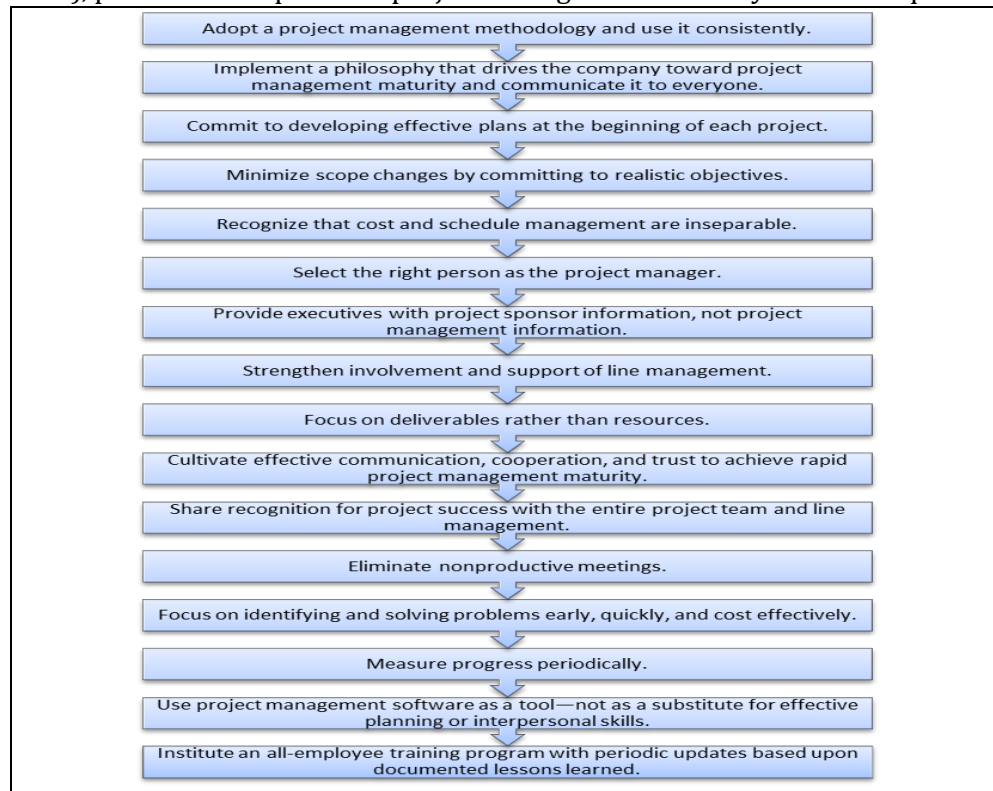 Adopt a project management methodology and use it consistently.
Implement a philosophy that drives the company toward project
management maturity and communicate it to everyone.
Commit to developing effective plans at the beginning of each project.
Minimize scope changes by committing to realistic objectives.
Recognize that cost and schedule management are inseparable.
Select the right person as the project manager.
Provide executives with project sponsor information, not project
management information.
Strengthen involvement and support of line management.
Focus on deliverables rather than resources.
Cultivate effective communication, cooperation, and trust to achieve rapid
project management maturity.
Share recognition for project success with the entire project team and line
management.
Eliminate nonproductive meetings.
Focus on identifying and solving problems early, quickly, and cost effectively.
Measure progress periodically.
Use project management software as a tool—not as a substitute for effective
planning or interpersonal skills.
Institute an all-employee training program with periodic updates based upon
documented lessons learned.